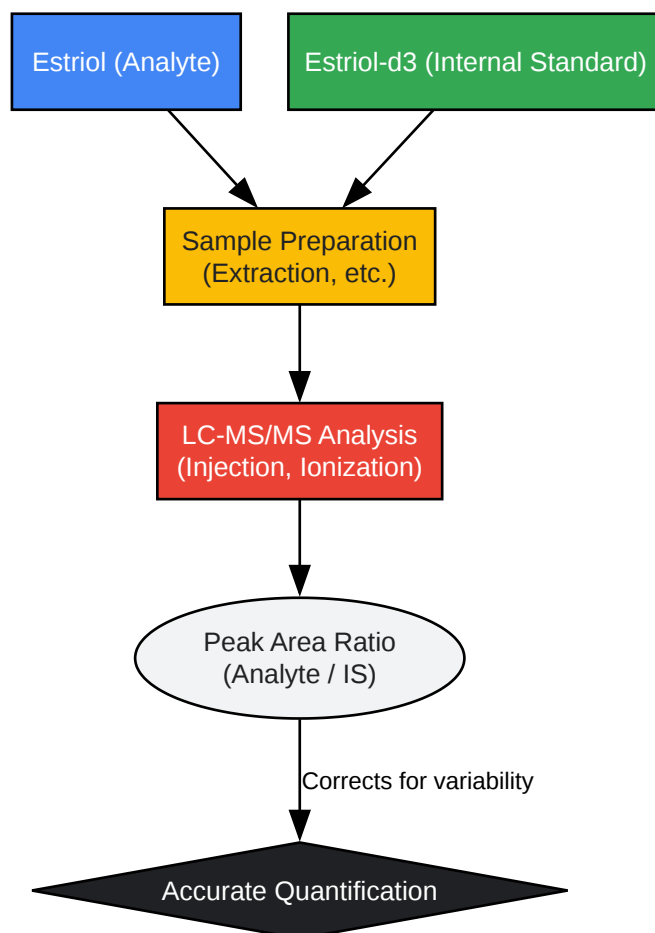 Estriol (Analyte)
Estriol-d3 (Internal Standard)
Sample Preparation
(Extraction, etc.)
LC-MS/MS Analysis
(Injection, Ionization)
Peak Area Ratio
(Analyte / IS)
Corrects for variability
Accurate Quantification